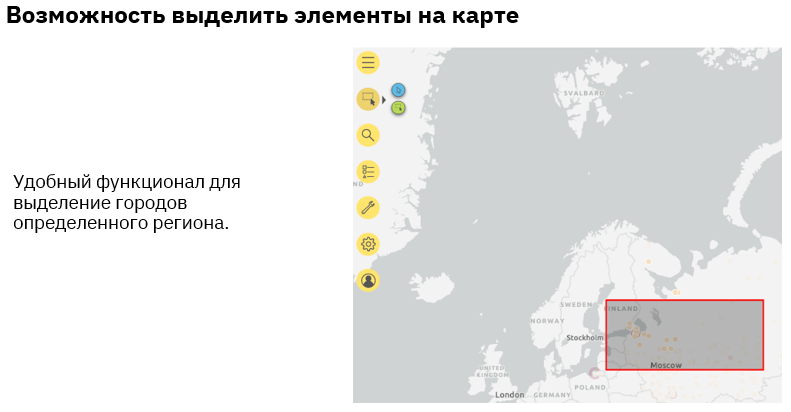 Возможность выделить элементы на карте
SVALBARD
ND
Удобный функционал для
выделение городов
определенного региона.
SWEDEN
FINLAND
NORWAY
Stockholm
Moscow
UNITED
KINGDOM
POLAND
London
GERMANY